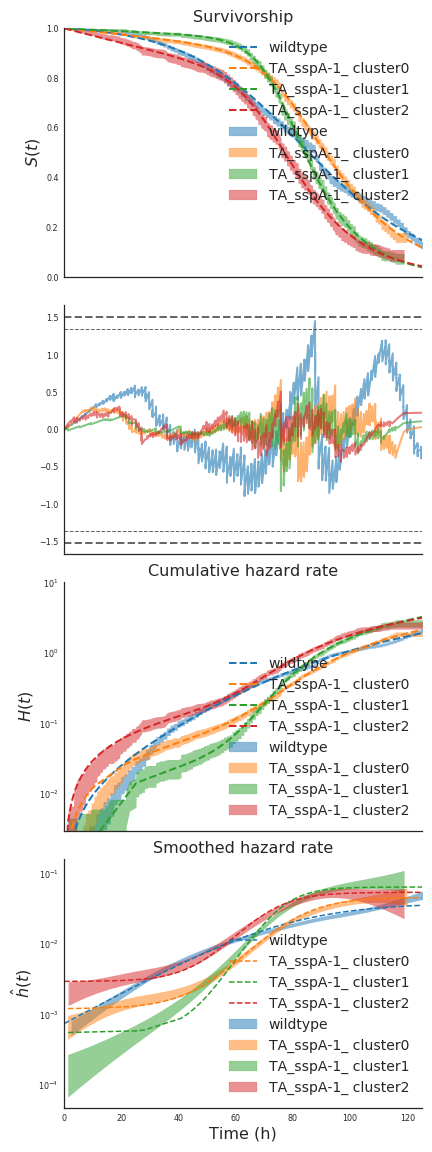 Survivorship
1.0
0.8
0.6
0.4
0.2
0.0
S(t)
wildtype
TA_sspA-1_ cluster0
TA_sspA-1_ cluster1
TA_sspA-1_ cluster2
wildtype
TA_sspA-1_ cluster0
TA_sspA-1_ cluster1
TA_sspA-1_ cluster2
1.5
1.0
0.5
0.0
−0.5
−1.0
−1.5
Cumulative hazard rate
10¹
10⁰
10⁻¹
10⁻²
H(t)
wildtype
TA_sspA-1_ cluster0
TA_sspA-1_ cluster1
TA_sspA-1_ cluster2
wildtype
TA_sspA-1_ cluster0
TA_sspA-1_ cluster1
TA_sspA-1_ cluster2
Smoothed hazard rate
10⁻¹
10⁻²
10⁻³
10⁻⁴
ĥ(t)
wildtype
TA_sspA-1_ cluster0
TA_sspA-1_ cluster1
TA_sspA-1_ cluster2
wildtype
TA_sspA-1_ cluster0
TA_sspA-1_ cluster1
TA_sspA-1_ cluster2
0 20 40 60 80 100 120
Time (h)